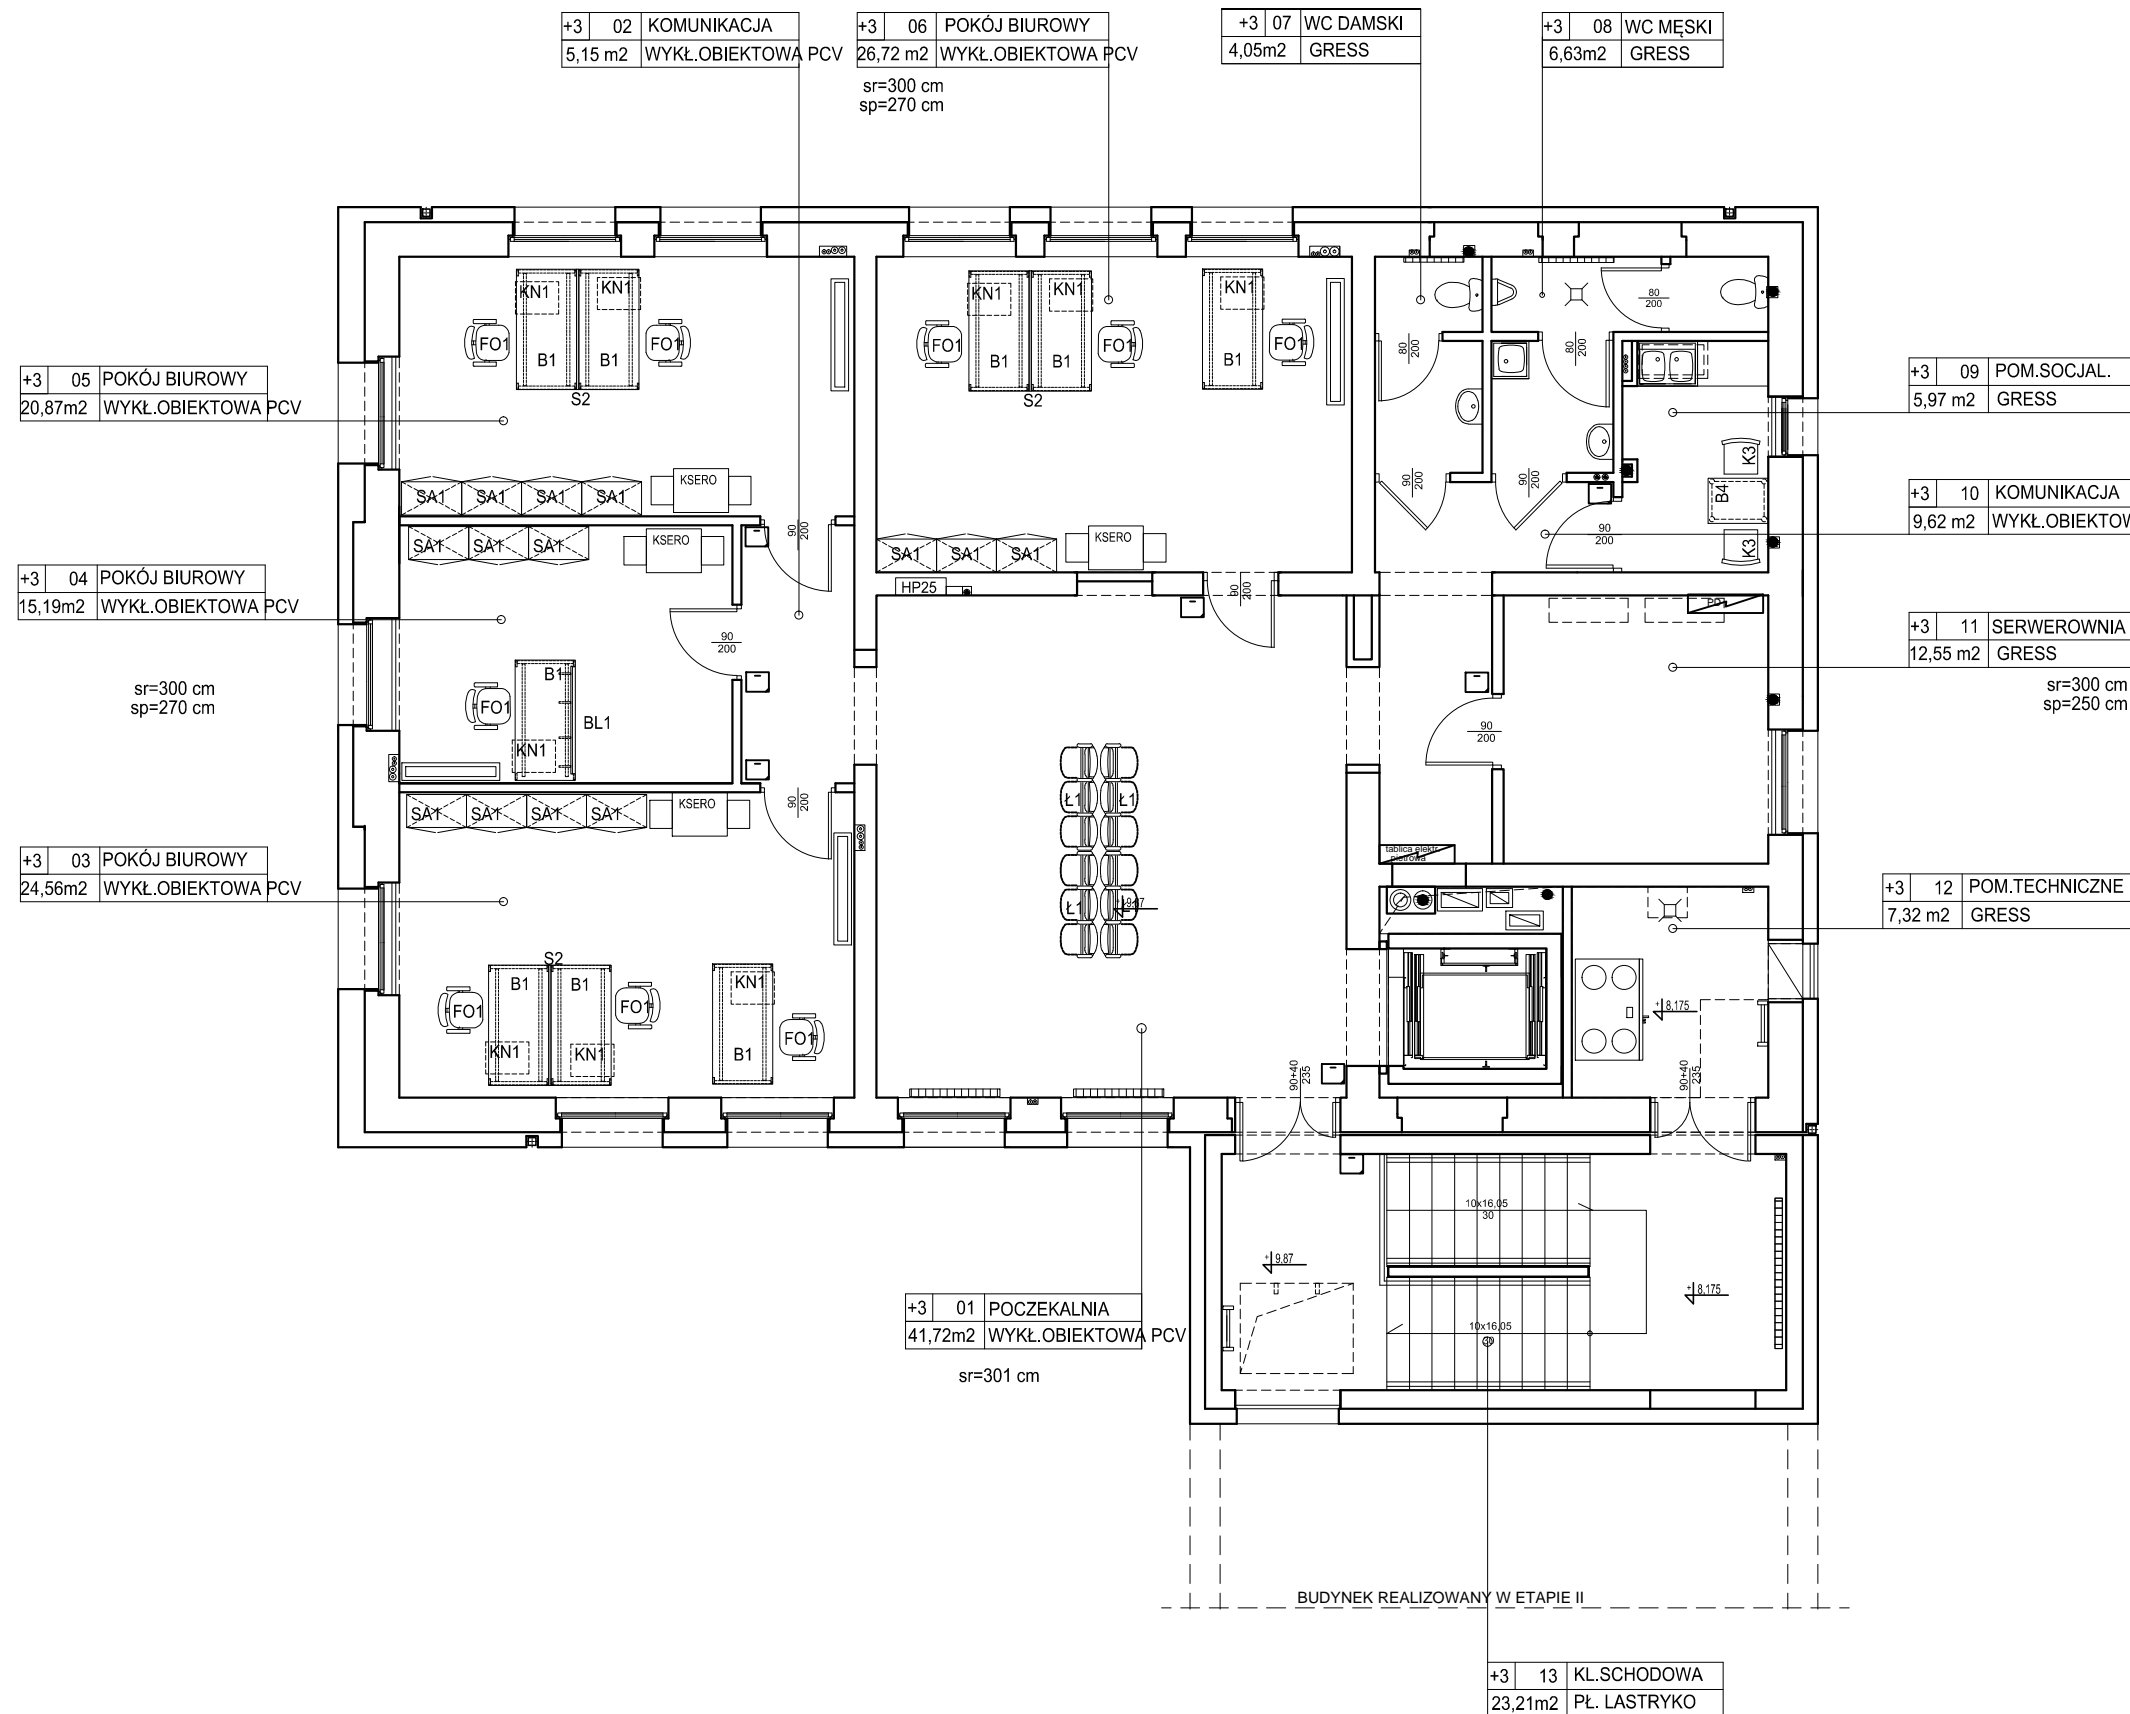 +3 02 KOMUNIKACJA
5,15 m2 WYKŁ.OBIEKTOWA PCV
+3 06 POKÓJ BIUROWY
26,72 m2 WYKŁ.OBIEKTOWA PCV
sr=300 cm
sp=270 cm
+3 07 WC DAMSKI
4,05m2 GRESS
+3 08 WC MĘSKI
6,63m2 GRESS
+3 05 POKÓJ BIUROWY
20,87m2 WYKŁ.OBIEKTOWA PCV
+3 04 POKÓJ BIUROWY
15,19m2 WYKŁ.OBIEKTOWA PCV
sr=300 cm
sp=270 cm
+3 03 POKÓJ BIUROWY
24,56m2 WYKŁ.OBIEKTOWA PCV
+3 09 POM.SOCJAL.
5,97 m2 GRESS
+3 10 KOMUNIKACJA
9,62 m2 WYKŁ.OBIEKTOW
+3 11 SERWEROWNIA
12,55 m2 GRESS
sr=300 cm
sp=250 cm
+3 12 POM.TECHNICZNE
7,32 m2 GRESS
KN1 KN1
FO1 B1 B1 FO1
S2
SA1 SA1 SA1 SA1 KSERO
KN1 KN1 KN1
FO1 B1 B1 FO1 B1 FO1
S2
SA1 SA1 SA1 KSERO
HP25
SA1 SA1 SA1 KSERO
B1
FO1 BL1
KN1
SA1 SA1 SA1 SA1 KSERO
S2
B1 B1 KN1
FO1 FO1 FO1
KN1 KN1 B1
90
200
90
200
90
200
90
200
80
200
80
200
80
200
90
200
90
200
90
200
90
200
K3
B4
K3
Ł1 Ł1
Ł1 Ł1
+9.87
tablica elektr.
piętrowa
+8,175
90+40
235
90+40
235
10x16,05
30
+9.87
+8,175
10x16,05
30
+3 01 POCZEKALNIA
41,72m2 WYKŁ.OBIEKTOWA PCV
sr=301 cm
BUDYNEK REALIZOWANY W ETAPIE II
+3 13 KL.SCHODOWA
23,21m2 PŁ. LASTRYKO